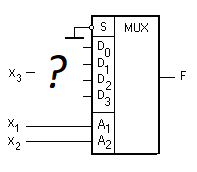 S MUX
D0
D1
X3 – ? D2 F
D3
X1 A1
X2 A2